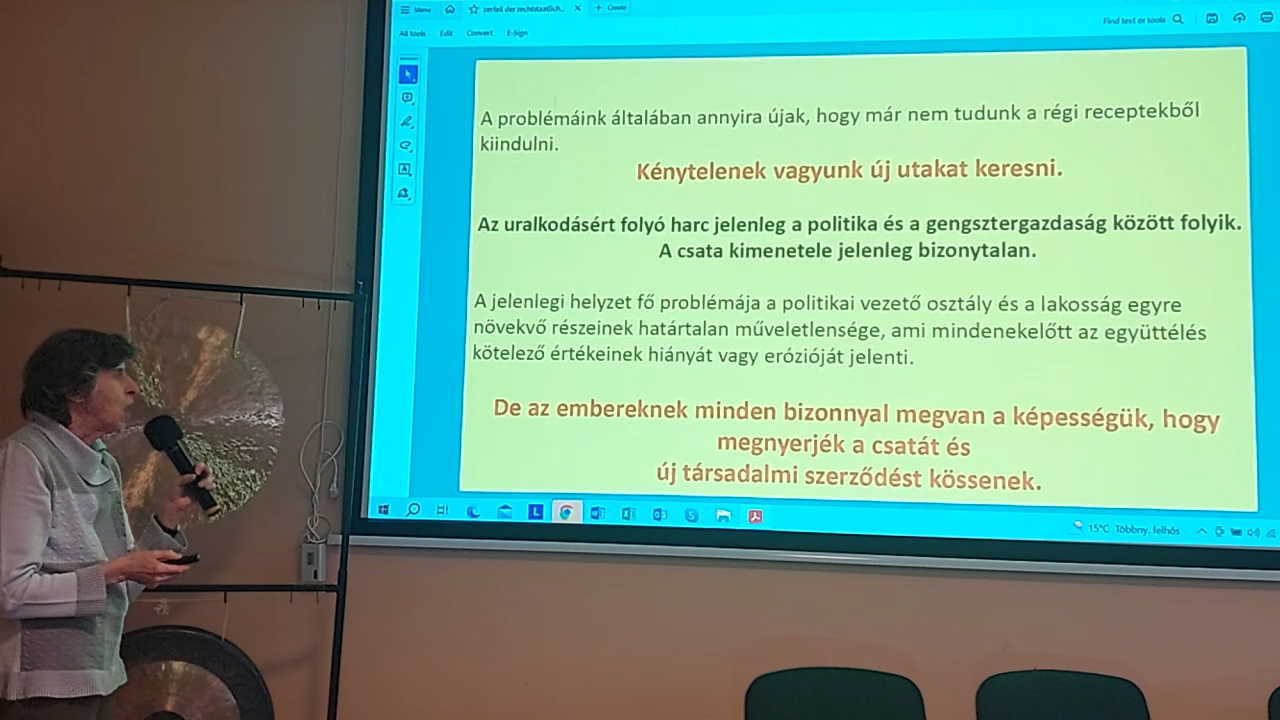 Menu
zerfall der rechtstaatlich...
+ Create
Find text or tools
All tools Edit Convert E-Sign
A problémáink általában annyira újak, hogy már nem tudunk a régi receptekből
kiindulni.
Kénytelenek vagyunk új utakat keresni.
Az uralkodásért folyó harc jelenleg a politika és a gengsztergazdaság között folyik.
A csata kimenetele jelenleg bizonytalan.
A jelenlegi helyzet fő problémája a politikai vezető osztály és a lakosság egyre
növekvő részeinek határtalan műveletlensége, ami mindenekelőtt az együttélés
kötelező értékeinek hiányát vagy erózióját jelenti.
De az embereknek minden bizonnyal megvan a képességük, hogy
megnyerjék a csatát és
új társadalmi szerződést kössenek.
15°C Többny. felhős